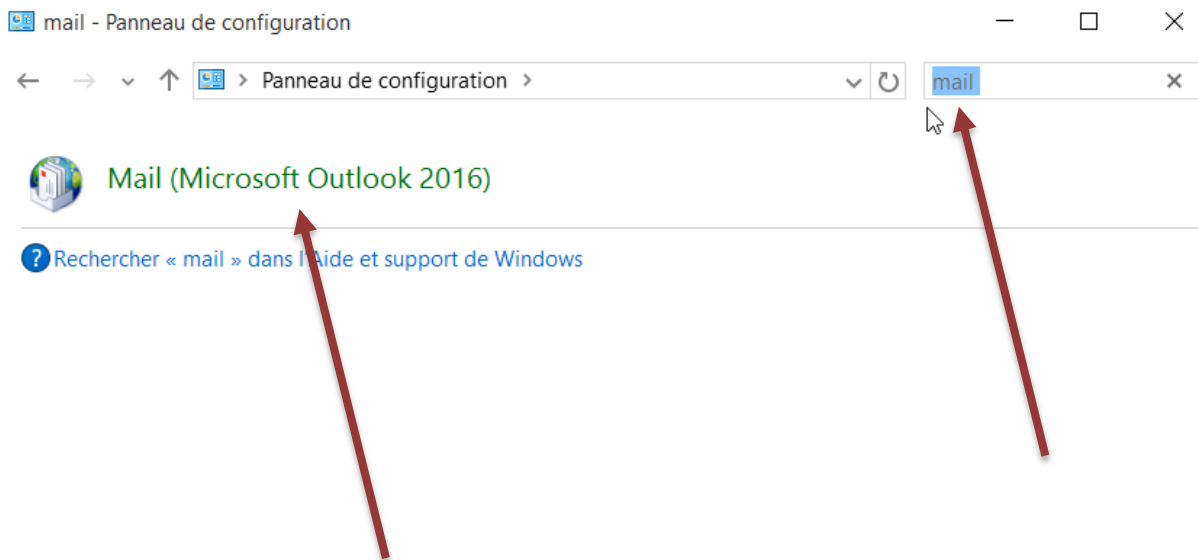 mail - Panneau de configuration
Panneau de configuration
mail
Mail (Microsoft Outlook 2016)
? Rechercher « mail » dans l'Aide et support de Windows